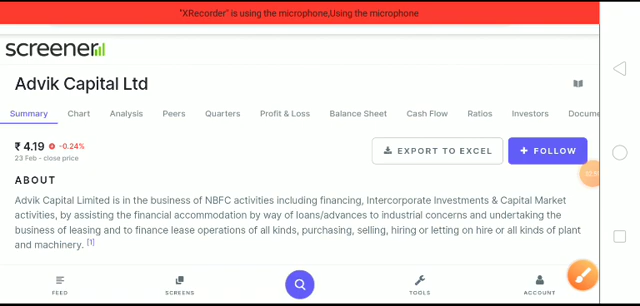 "XRecorder" is using the microphone,Using the microphone
screener
Advik Capital Ltd
Summary Chart Analysis Peers Quarters Profit & Loss Balance Sheet Cash Flow Ratios Investors Docume
₹ 4.19 -0.24%
23 Feb - close price
EXPORT TO EXCEL
+ FOLLOW
ABOUT
Advik Capital Limited is in the business of NBFC activities including financing, Intercorporate Investments & Capital Market
activities, by assisting the financial accommodation by way of loans/advances to industrial concerns and undertaking the
business of leasing and to finance lease operations of all kinds, purchasing, selling, hiring or letting on hire or all kinds of plant
and machinery. [1]
FEED SCREENS TOOLS ACCOUNT